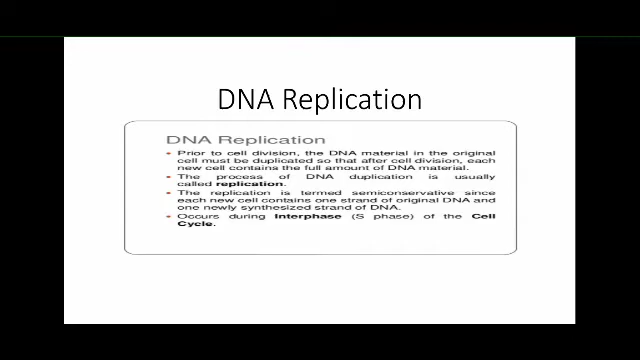 DNA Replication
DNA Replication
• Prior to cell division, the DNA material in the original
cell must be duplicated so that after cell division, each
new cell contains the full amount of DNA material.
• The process of DNA duplication is usually
called replication.
• The replication is termed semiconservative since
each new cell contains one strand of original DNA and
one newly synthesized strand of DNA.
• Occurs during Interphase (S phase) of the Cell
Cycle.